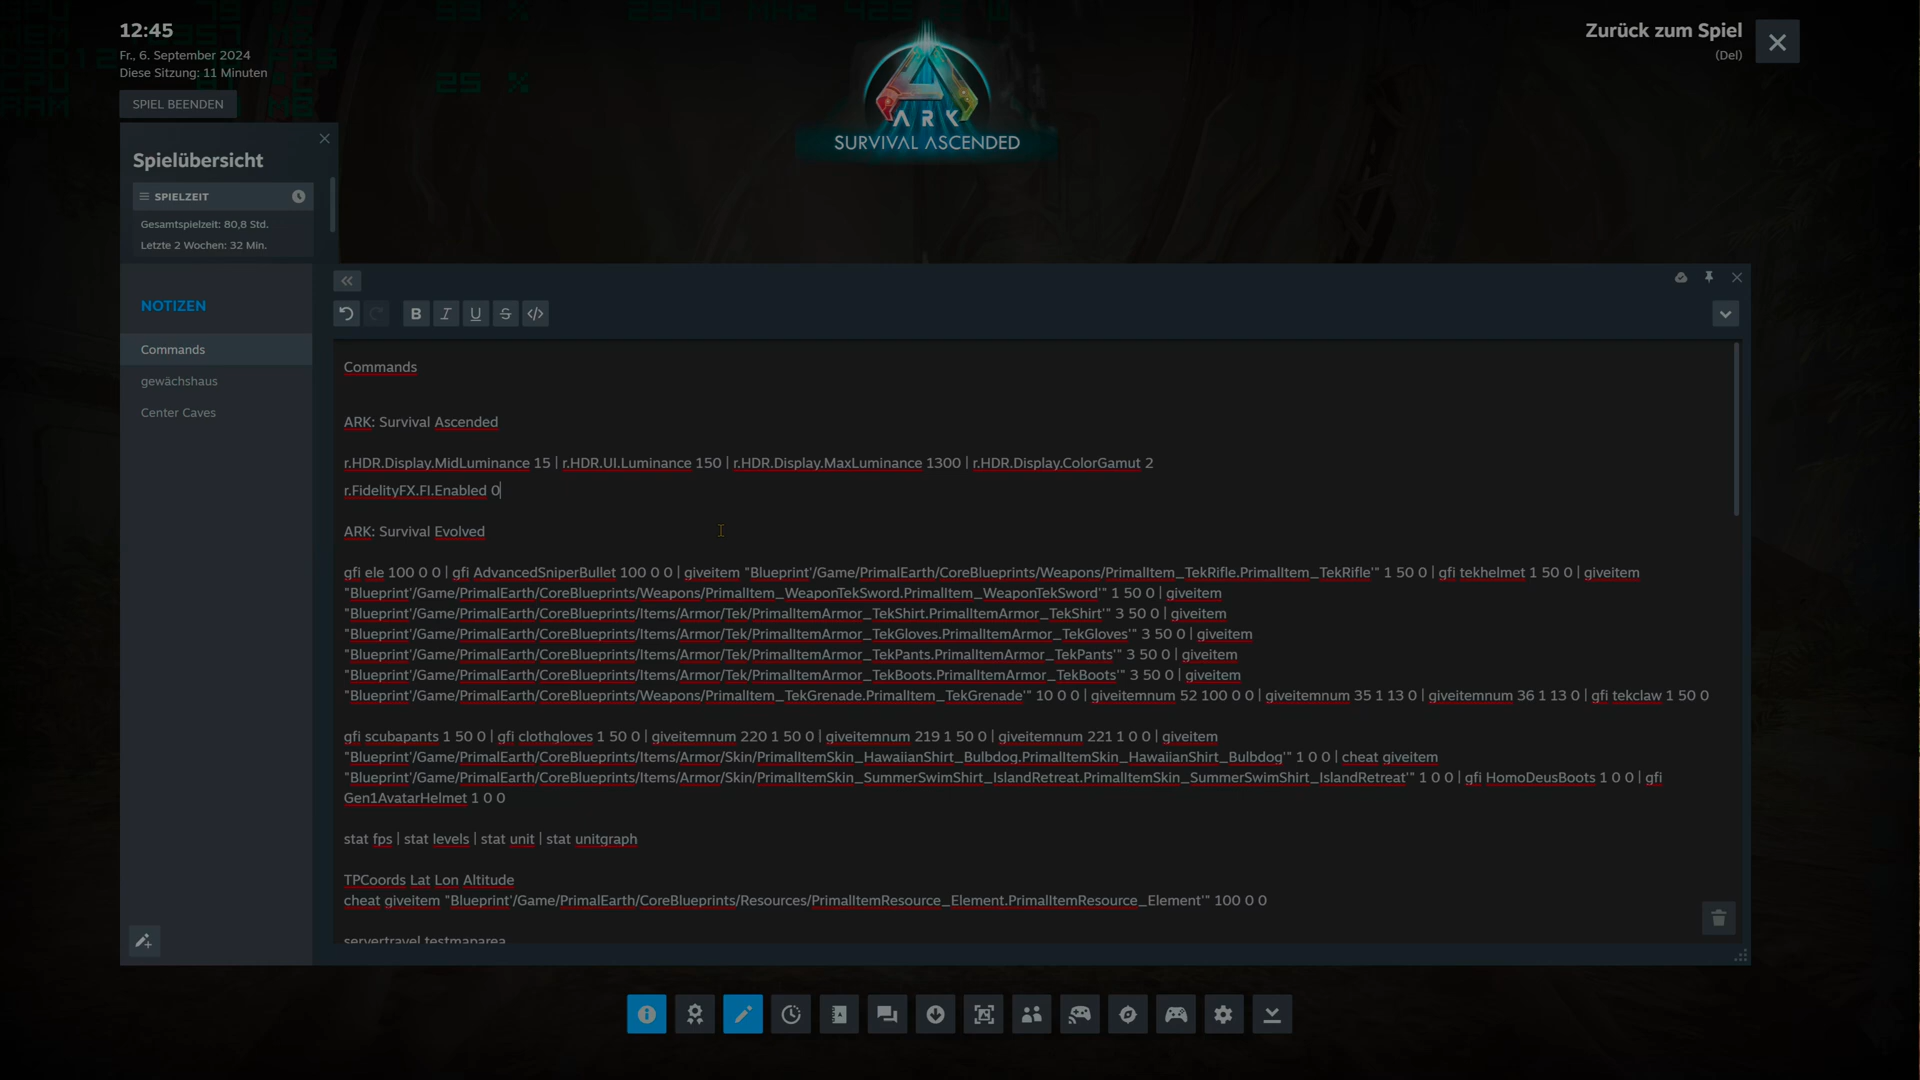 12:45
Fr., 6. September 2024
Diese Sitzung: 11 Minuten
SPIEL BEENDEN
ARK
SURVIVAL ASCENDED
Zurück zum Spiel
(Del)
Spielübersicht
SPIELZEIT
Gesamtspielzeit: 80,8 Std.
Letzte 2 Wochen: 32 Min.
NOTIZEN
Commands
gewächshaus
Center Caves
B I U S </>
Commands
ARK: Survival Ascended
r.HDR.Display.MidLuminance 15 | r.HDR.UI.Luminance 150 | r.HDR.Display.MaxLuminance 1300 | r.HDR.Display.ColorGamut 2
r.FidelityFX.FI.Enabled 0
ARK: Survival Evolved
gfi ele 100 0 0 | gfi AdvancedSniperBullet 100 0 0 | giveitem "Blueprint'/Game/PrimalEarth/CoreBlueprints/Weapons/PrimalItem_TekRifle.PrimalItem_TekRifle'" 1 50 0 | gfi tekhelmet 1 50 0 | giveitem
"Blueprint'/Game/PrimalEarth/CoreBlueprints/Weapons/PrimalItem_WeaponTekSword.PrimalItem_WeaponTekSword'" 1 50 0 | giveitem
"Blueprint'/Game/PrimalEarth/CoreBlueprints/Items/Armor/Tek/PrimalItemArmor_TekShirt.PrimalItemArmor_TekShirt'" 3 50 0 | giveitem
"Blueprint'/Game/PrimalEarth/CoreBlueprints/Items/Armor/Tek/PrimalItemArmor_TekGloves.PrimalItemArmor_TekGloves'" 3 50 0 | giveitem
"Blueprint'/Game/PrimalEarth/CoreBlueprints/Items/Armor/Tek/PrimalItemArmor_TekPants.PrimalItemArmor_TekPants'" 3 50 0 | giveitem
"Blueprint'/Game/PrimalEarth/CoreBlueprints/Items/Armor/Tek/PrimalItemArmor_TekBoots.PrimalItemArmor_TekBoots'" 3 50 0 | giveitem
"Blueprint'/Game/PrimalEarth/CoreBlueprints/Weapons/PrimalItem_TekGrenade.PrimalItem_TekGrenade'" 10 0 0 | giveitemnum 52 100 0 0 | giveitemnum 35 1 13 0 | giveitemnum 36 1 13 0 | gfi tekclaw 1 50 0
gfi scubapants 1 50 0 | gfi clothgloves 1 50 0 | giveitemnum 220 1 50 0 | giveitemnum 219 1 50 0 | giveitemnum 221 1 0 0 | giveitem
"Blueprint'/Game/PrimalEarth/CoreBlueprints/Items/Armor/Skin/PrimalItemSkin_HawaiianShirt_Bulbdog.PrimalItemSkin_HawaiianShirt_Bulbdog'" 1 0 0 | cheat giveitem
"Blueprint'/Game/PrimalEarth/CoreBlueprints/Items/Armor/Skin/PrimalItemSkin_SummerSwimShirt_IslandRetreat.PrimalItemSkin_SummerSwimShirt_IslandRetreat'" 1 0 0 | gfi HomoDeusBoots 1 0 0 | gfi
Gen1AvatarHelmet 1 0 0
stat fps | stat levels | stat unit | stat unitgraph
TPCoords Lat Lon Altitude
cheat giveitem "Blueprint'/Game/PrimalEarth/CoreBlueprints/Resources/PrimalItemResource_Element.PrimalItemResource_Element'" 100 0 0
servertravel testmaparea